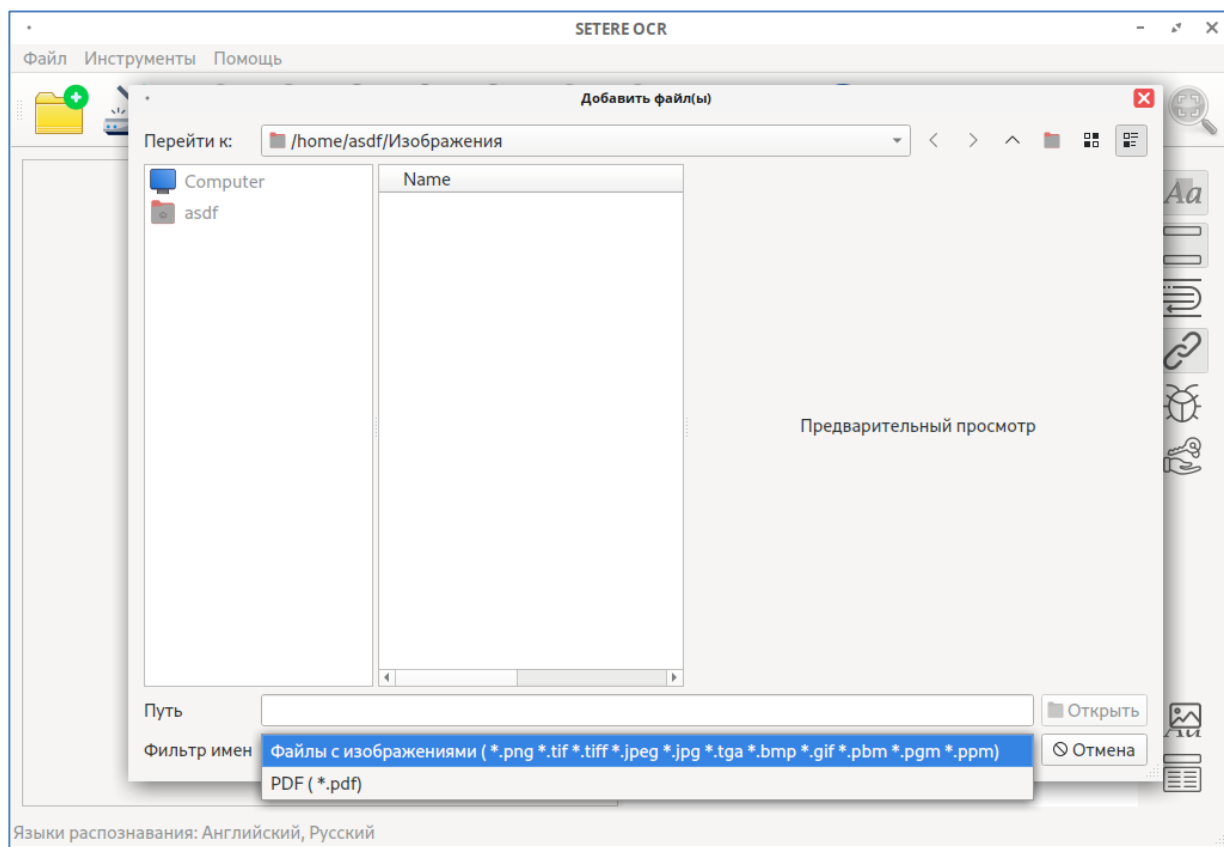 SETERE OCR
Файл Инструменты Помощь
Добавить файл(ы)
Перейти к: /home/asdf/Изображения
Computer
asdf
Name
Aa
Предварительный просмотр
Путь
Открыть
Фильтр имен Файлы с изображениями ( *.png *.tif *.tiff *.jpeg *.jpg *.tga *.bmp *.gif *.pbm *.pgm *.ppm)
Отмена
PDF ( *.pdf)
Языки распознавания: Английский, Русский